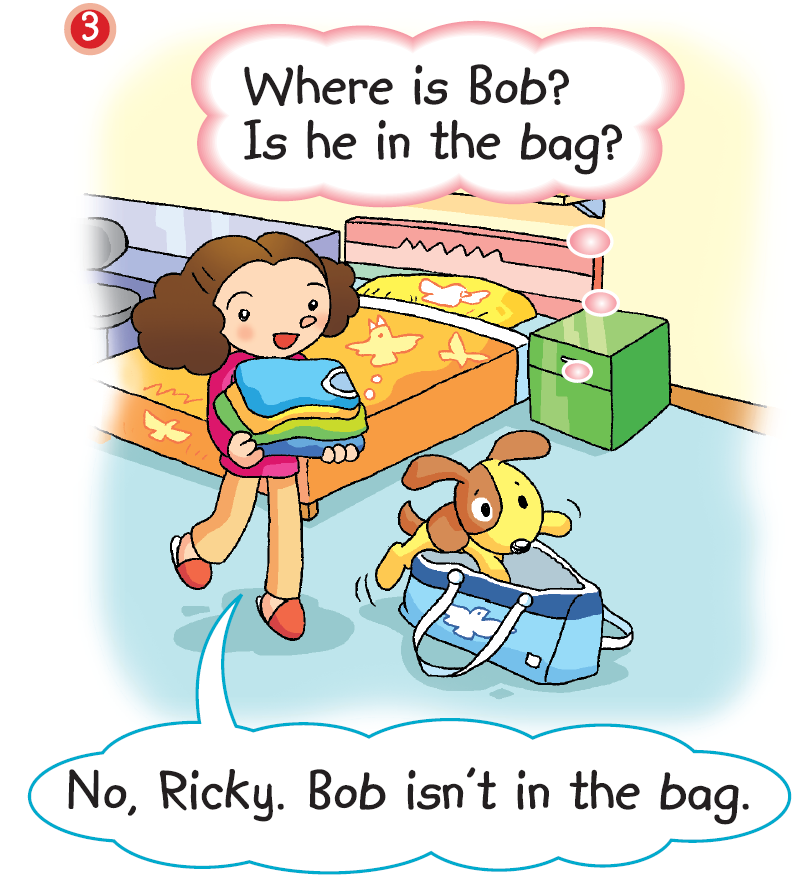 3
Where is Bob?
Is he in the bag?
No, Ricky. Bob isn't in the bag.